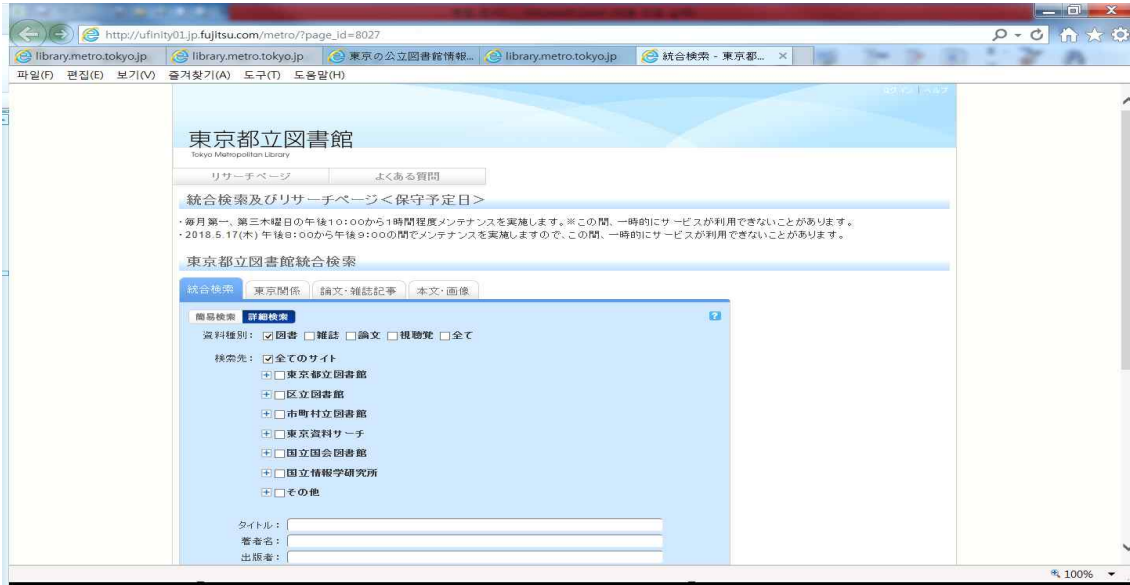 http://ufinity01.jp.fujitsu.com/metro/?page_id=8027
library.metro.tokyo.jp
library.metro.tokyo.jp
東京の公立図書館情報...
library.metro.tokyo.jp
統合検索 - 東京都...
파일(F) 편집(E) 보기(V) 즐겨찾기(A) 도구(T) 도움말(H)
ログイン | ヘルプ
東京都立図書館
Tokyo Metropolitan Library
リサーチページ よくある質問
統合検索及びリサーチページ<保守予定日>
・毎月第一、第三木曜日の午後10:00から1時間程度メンテナンスを実施します。※この間、一時的にサービスが利用できないことがあります。
・2018.5.17(木) 午後8:00から午後9:00の間でメンテナンスを実施しますので、この間、一時的にサービスが利用できないことがあります。
東京都立図書館統合検索
統合検索 東京関係 論文・雑誌記事 本文・画像
簡易検索 詳細検索 ?
資料種別: 図書 雑誌 論文 視聴覚 全て
検索先: 全てのサイト
東京都立図書館
区立図書館
市町村立図書館
東京資料サーチ
国立国会図書館
国立情報学研究所
その他
タイトル:
著者名:
出版者:
100%